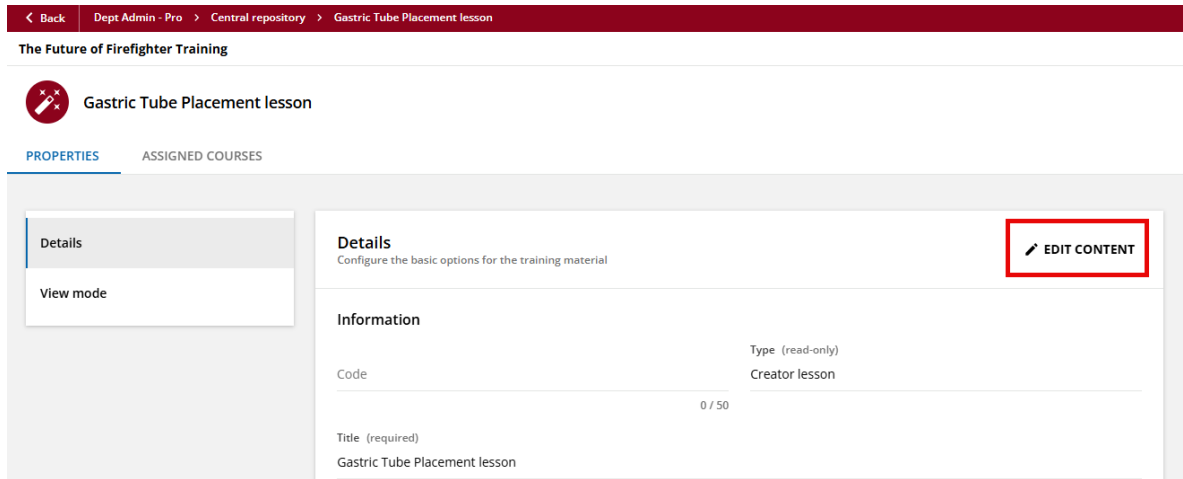 Back Dept Admin - Pro > Central repository > Gastric Tube Placement lesson
The Future of Firefighter Training
Gastric Tube Placement lesson
PROPERTIES ASSIGNED COURSES
Details
View mode
Details
Configure the basic options for the training material
EDIT CONTENT
Information
Code
0 / 50
Type (read-only)
Creator lesson
Title (required)
Gastric Tube Placement lesson